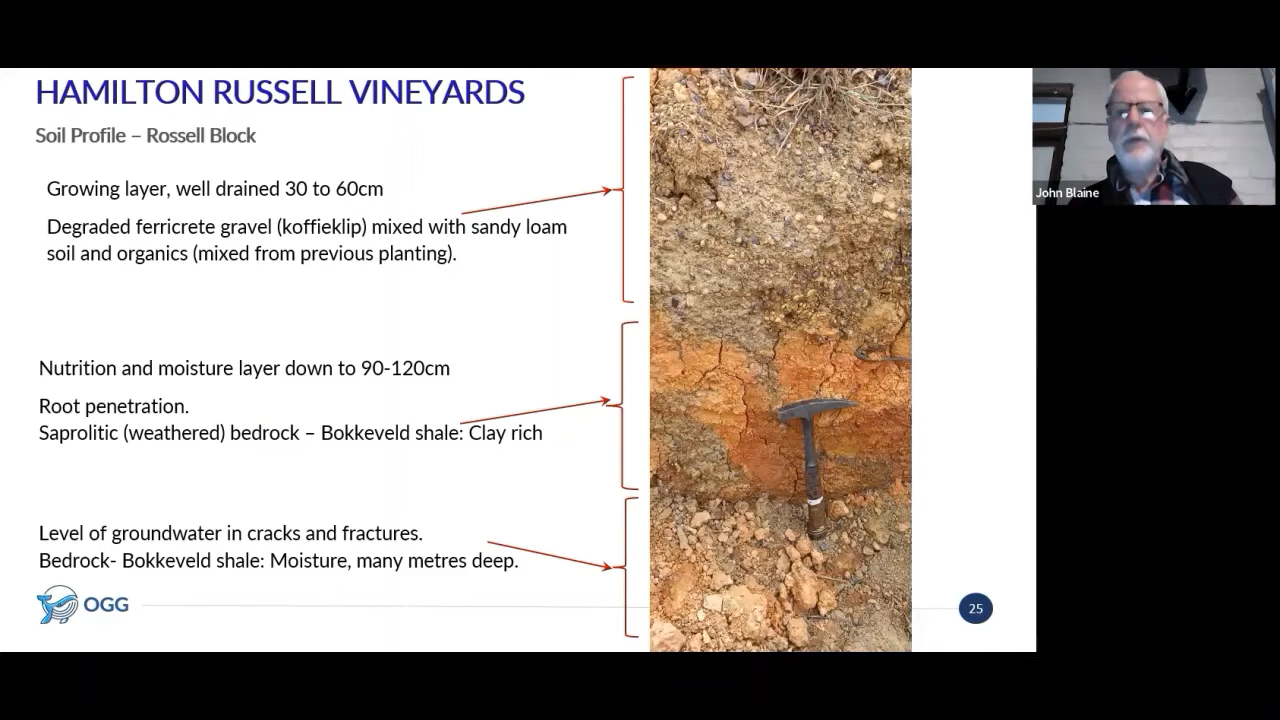 HAMILTON RUSSELL VINEYARDS
Soil Profile – Rossell Block
Growing layer, well drained 30 to 60cm
Degraded ferricrete gravel (koffieklip) mixed with sandy loam
soil and organics (mixed from previous planting).
Nutrition and moisture layer down to 90-120cm
Root penetration.
Saprolitic (weathered) bedrock – Bokkeveld shale: Clay rich
Level of groundwater in cracks and fractures.
Bedrock- Bokkeveld shale: Moisture, many metres deep.
OGG
25
John Blaine